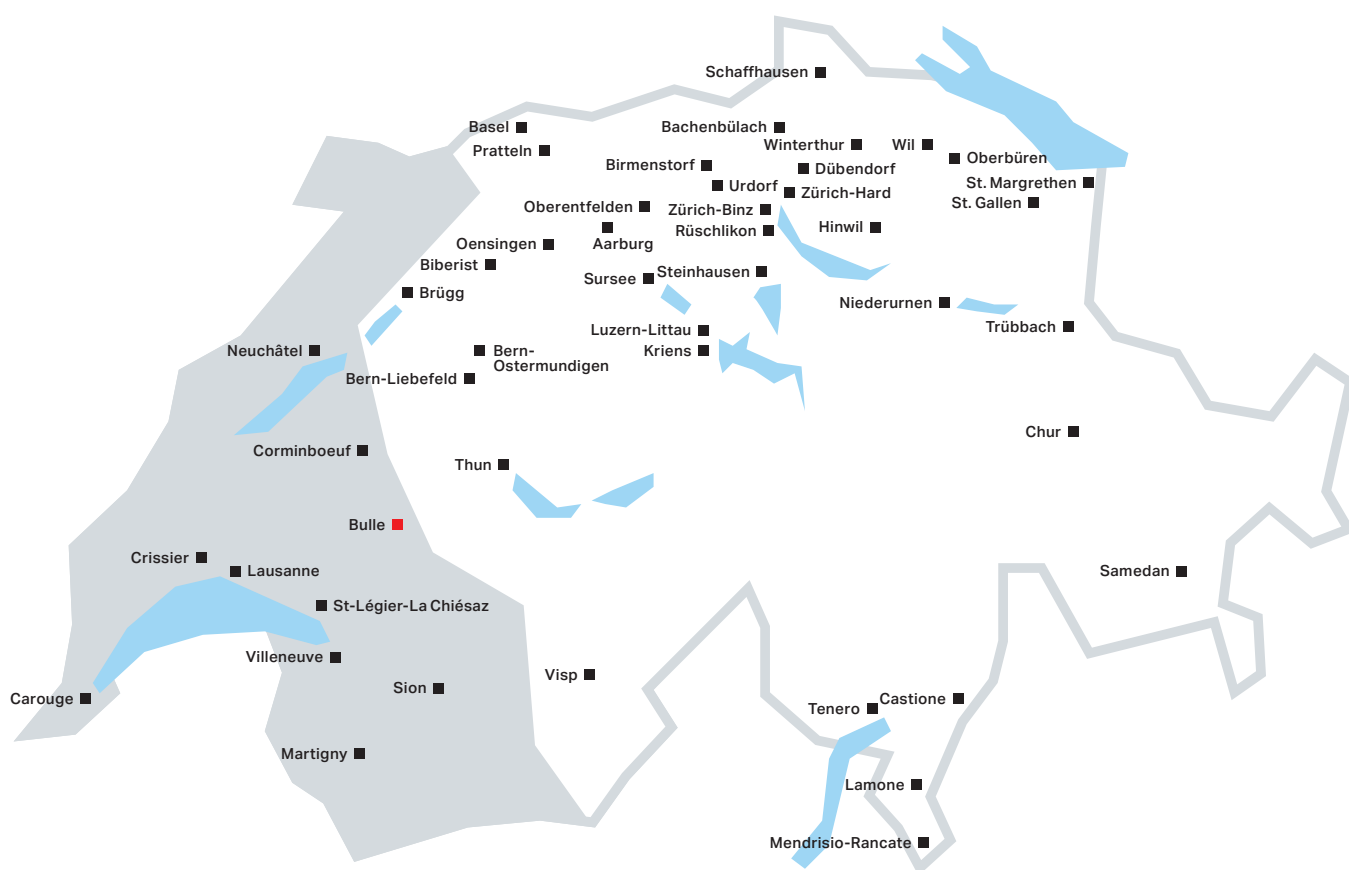 Schaffhausen
Basel
Bachenbülach
Pratteln
Winterthur
Wil
Oberbüren
Birmenstorf
Dübendorf
Urdorf
St. Margrethen
Zürich-Hard
St. Gallen
Oberentfelden
Zürich-Binz
Aarburg
Rüschlikon
Hinwil
Oensingen
Biberist
Sursee
Steinhausen
Brügg
Niederurnen
Luzern-Littau
Trübbach
Neuchâtel
Bern-
Ostermundigen
Kriens
Bern-Liebefeld
Chur
Corminboeuf
Thun
Bulle
Crissier
Lausanne
Samedan
St-Légier-La Chiésaz
Villeneuve
Visp
Sion
Carouge
Tenero
Castione
Martigny
Lamone
Mendrisio-Rancate